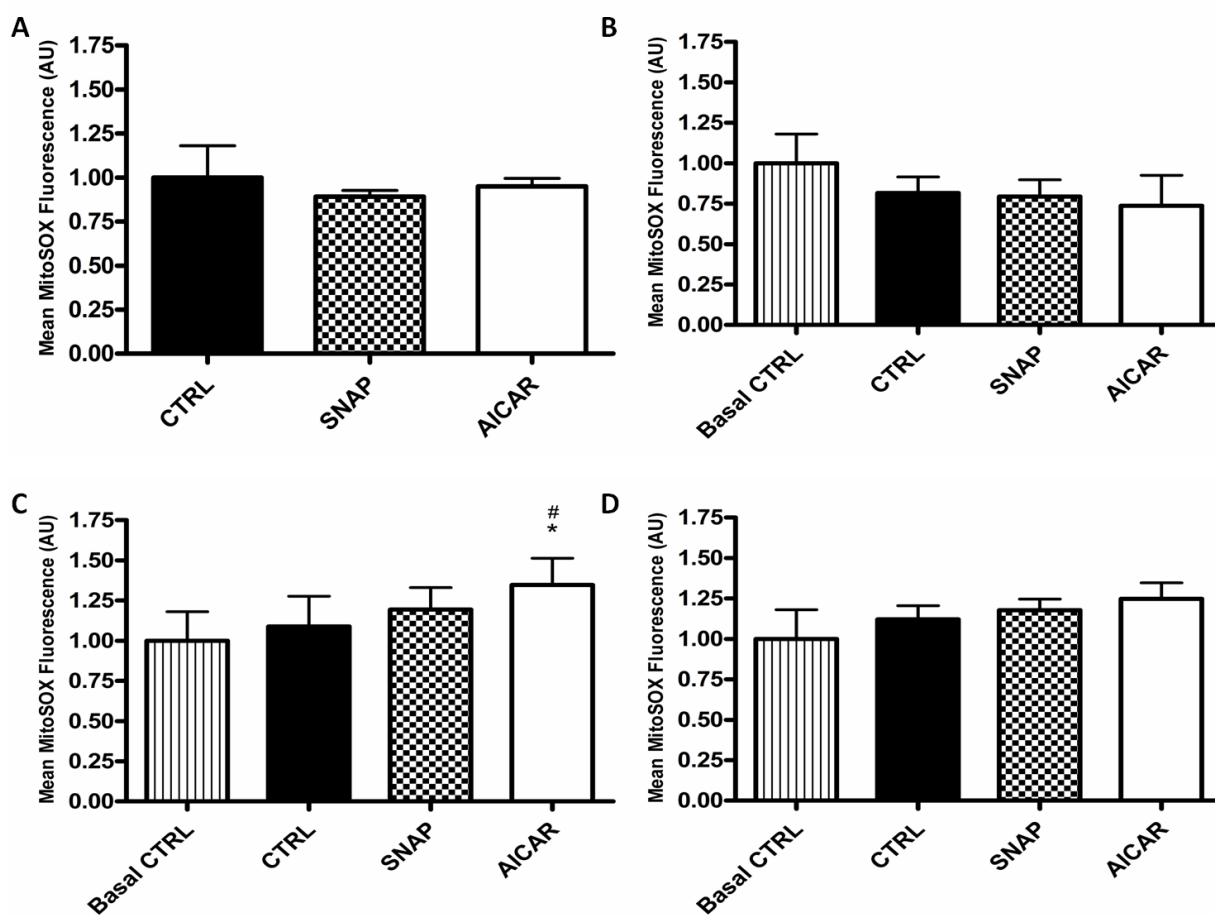 A
Mean MitoSOX Fluorescence (AU)
1.75
1.50
1.25
1.00
0.75
0.50
0.25
0.00
CTRL
SNAP
AICAR
B
Mean MitoSOX Fluorescence (AU)
1.75
1.50
1.25
1.00
0.75
0.50
0.25
0.00
Basal CTRL
CTRL
SNAP
AICAR
C
Mean MitoSOX Fluorescence (AU)
1.75
1.50
1.25
1.00
0.75
0.50
0.25
0.00
#
*
Basal CTRL
CTRL
SNAP
AICAR
D
Mean MitoSOX Fluorescence (AU)
1.75
1.50
1.25
1.00
0.75
0.50
0.25
0.00
Basal CTRL
CTRL
SNAP
AICAR